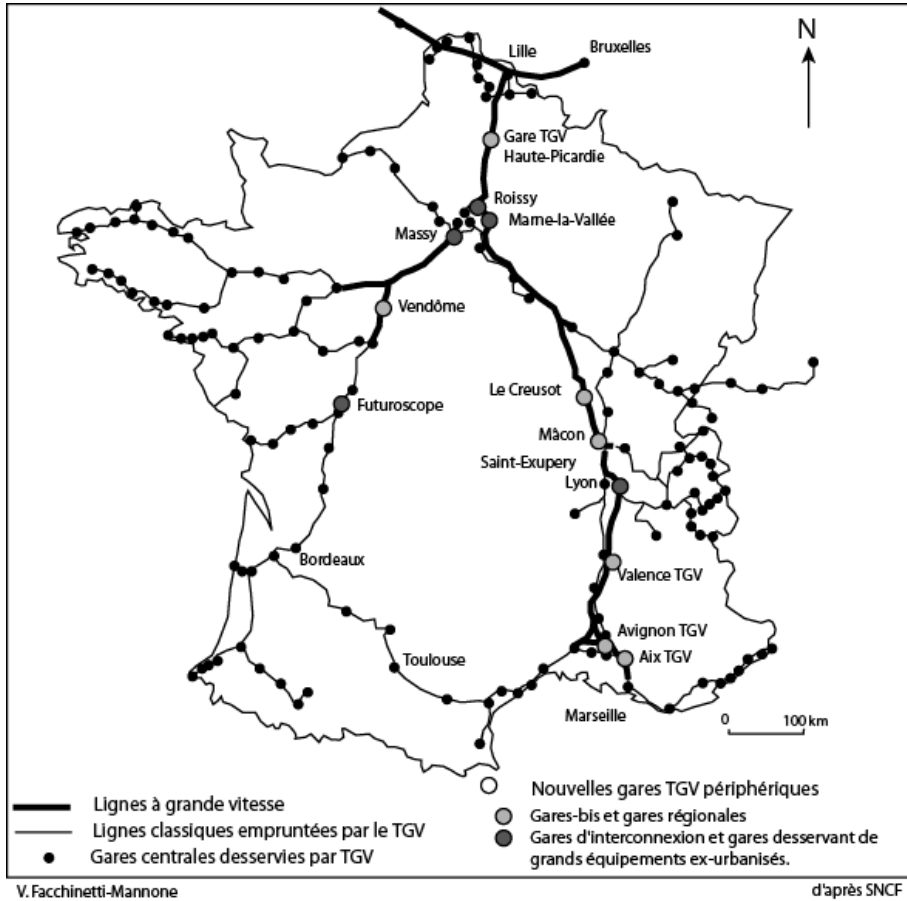 N
Lille
Bruxelles
Gare TGV
Haute-Picardie
Roissy
Marne-la-Vallée
Massy
Vendôme
Le Creusot
Futuroscope
Mâcon
Saint-Exupery
Lyon
Bordeaux
Valence TGV
Avignon TGV
Toulouse
Aix TGV
Marseille
0 100 km
Nouvelles gares TGV périphériques
Lignes à grande vitesse
Gares-bis et gares régionales
Lignes classiques empruntées par le TGV
Gares d'interconnexion et gares desservant de
grands équipements ex-urbanisés.
Gares centrales desservies par TGV
V. Facchinetti-Mannone
d'après SNCF